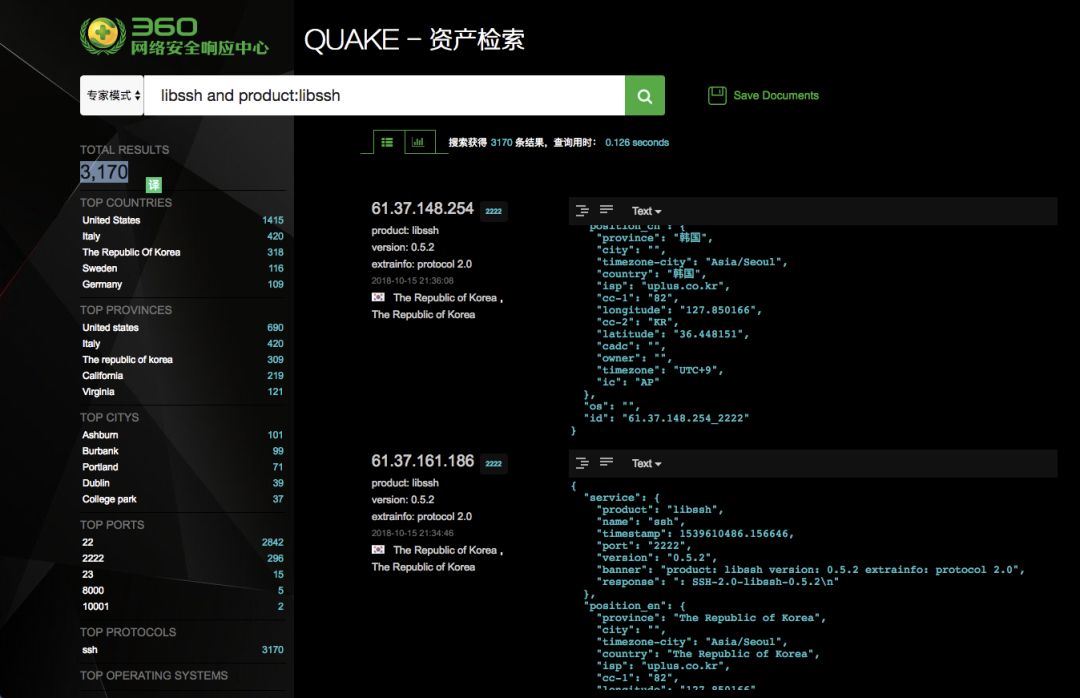 360
网络安全响应中心
QUAKE – 资产检索
专家模式
libssh and product:libssh
Save Documents
搜索获得 3170 条结果，查询用时： 0.126 seconds
TOTAL RESULTS
3,170
译
TOP COUNTRIES
United States 1415
Italy 420
The Republic Of Korea 318
Sweden 116
Germany 109
TOP PROVINCES
United states 690
Italy 420
The republic of korea 309
California 219
Virginia 121
TOP CITYS
Ashburn 101
Burbank 99
Portland 71
Dublin 39
College park 37
TOP PORTS
22 2842
2222 296
23 15
8000 5
10001 2
TOP PROTOCOLS
ssh 3170
TOP OPERATING SYSTEMS
61.37.148.254 2222
product: libssh
version: 0.5.2
extrainfo: protocol 2.0
2018-10-15 21:36:08
The Republic of Korea ,
The Republic of Korea
Text
"position_cn": {
"province": "韩国",
"city": "",
"timezone-city": "Asia/Seoul",
"country": "韩国",
"isp": "uplus.co.kr",
"cc-1": "82",
"longitude": "127.850166",
"cc-2": "KR",
"latitude": "36.448151",
"cadc": "",
"owner": "",
"timezone": "UTC+9",
"ic": "AP"
},
"os": "",
"id": "61.37.148.254_2222"
}
61.37.161.186 2222
product: libssh
version: 0.5.2
extrainfo: protocol 2.0
2018-10-15 21:34:46
The Republic of Korea ,
The Republic of Korea
Text
{
"service": {
"product": "libssh",
"name": "ssh",
"timestamp": 1539610486.156646,
"port": "2222",
"version": "0.5.2",
"banner": "product: libssh version: 0.5.2 extrainfo: protocol 2.0",
"response": ": SSH-2.0-libssh-0.5.2\n"
},
"position_en": {
"province": "The Republic of Korea",
"city": "",
"timezone-city": "Asia/Seoul",
"country": "The Republic of Korea",
"isp": "uplus.co.kr",
"cc-1": "82",
"longitude": "127.850166"